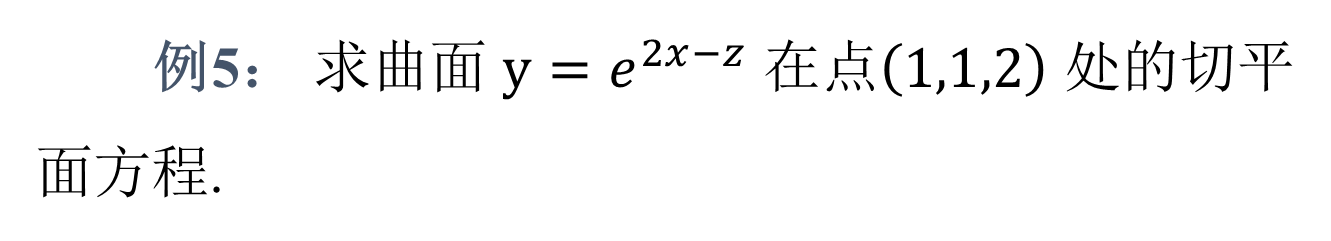 例5： 求曲面 y = e^{2x−z} 在点(1,1,2) 处的切平
面方程.